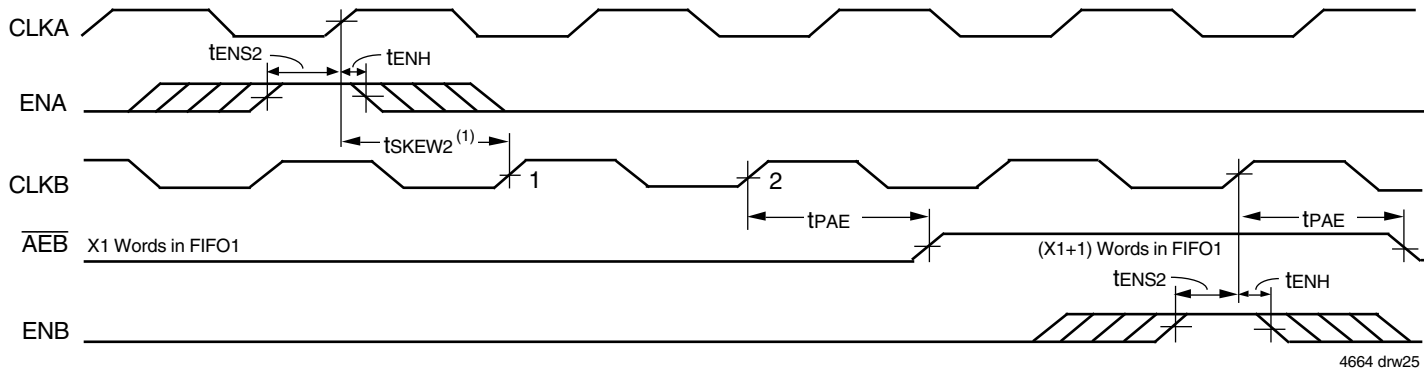 CLKA
tENS2 tENH
ENA
tSKEW2 (1)
CLKB 1 2
tPAE tPAE
AEB X1 Words in FIFO1 (X1+1) Words in FIFO1
tENS2 tENH
ENB
4664 drw25